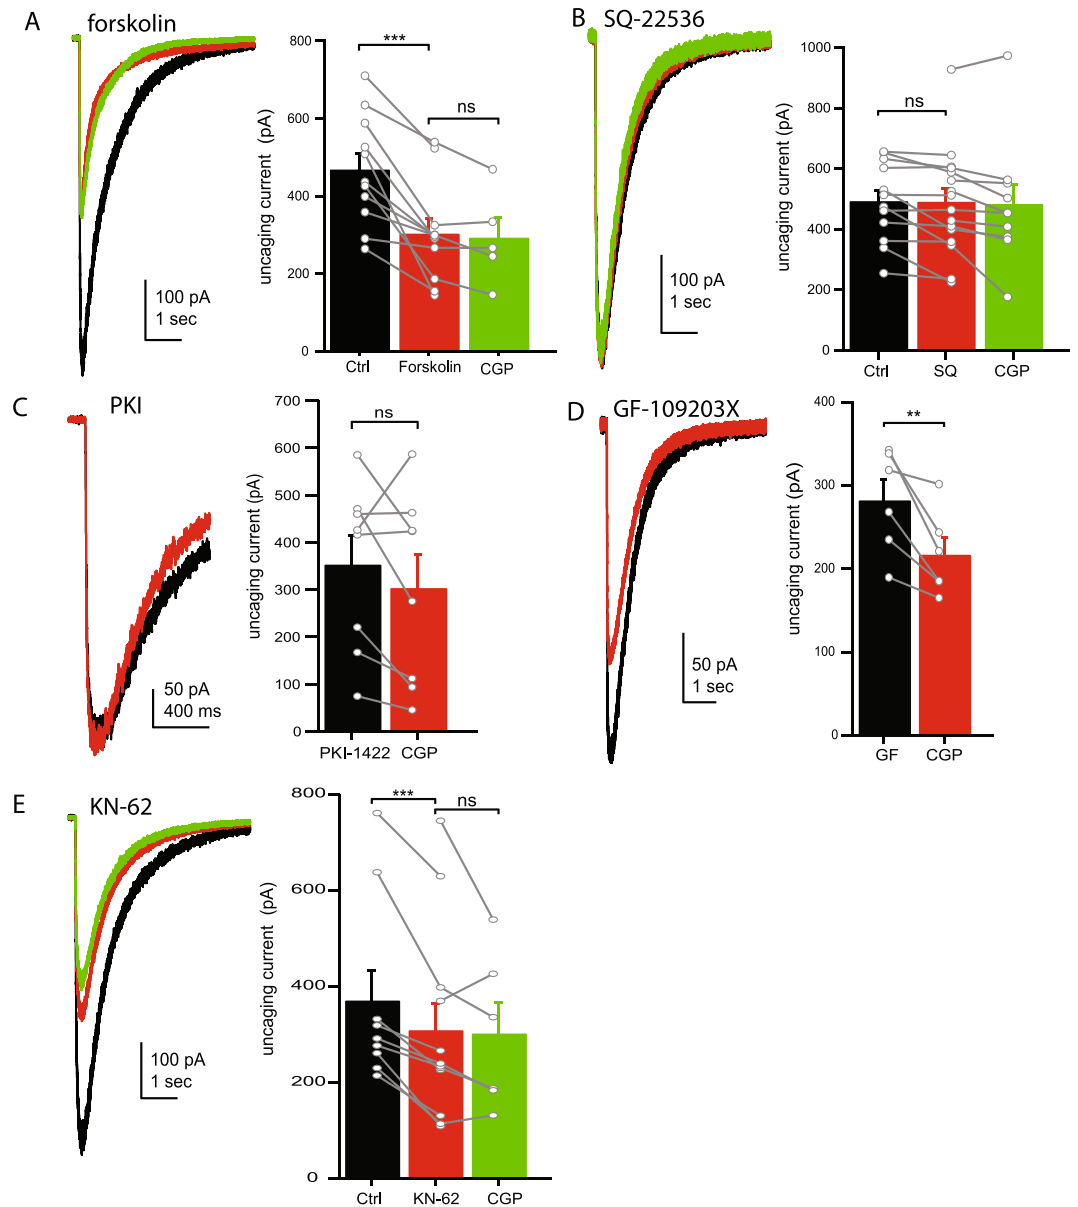 A
forskolin
100 pA
1 sec
uncaging current (pA)
800
600
400
200
0
***
ns
Ctrl
Forskolin
CGP
B
SQ-22536
100 pA
1 sec
uncaging current (pA)
1000
800
600
400
200
0
ns
Ctrl
SQ
CGP
C
PKI
50 pA
400 ms
uncaging current (pA)
700
600
500
400
300
200
100
0
ns
PKI-1422
CGP
D
GF-109203X
50 pA
1 sec
uncaging current (pA)
400
300
200
100
0
**
GF
CGP
E
KN-62
100 pA
1 sec
uncaging current (pA)
800
600
400
200
0
***
ns
Ctrl
KN-62
CGP